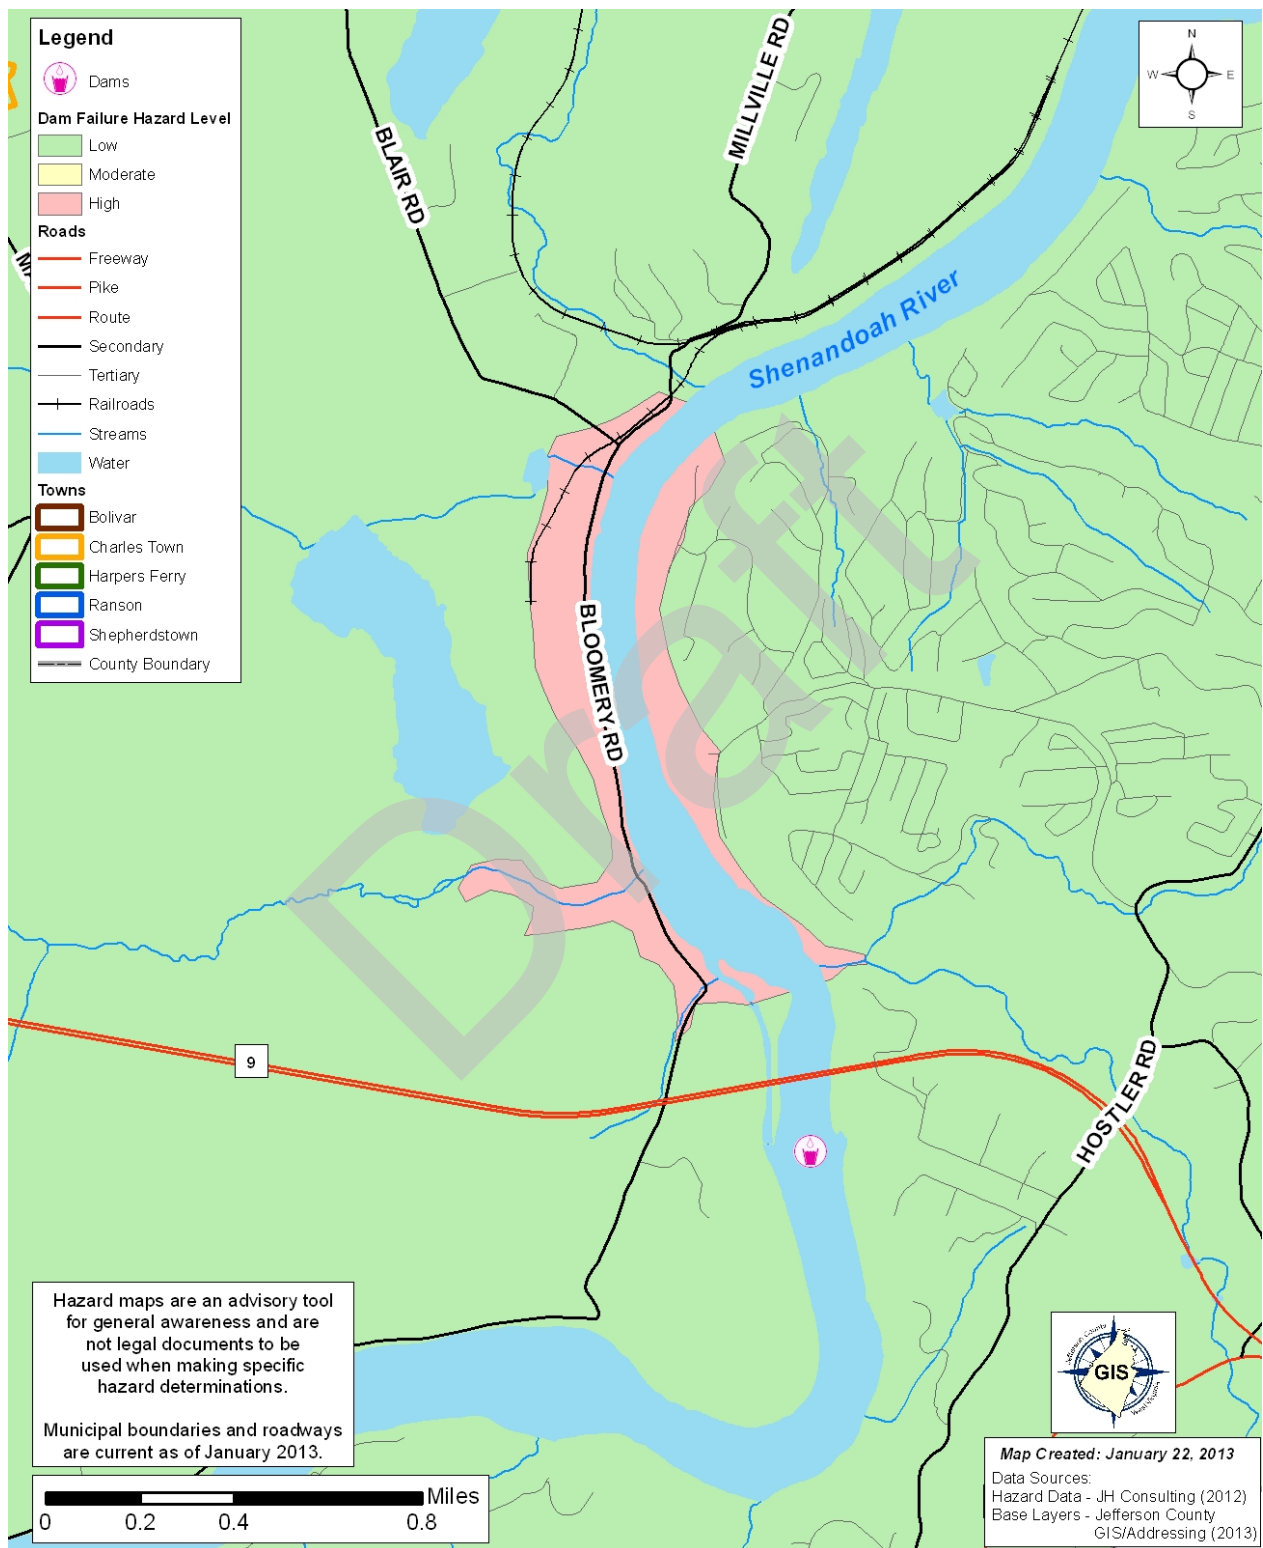 Legend
Dams
Dam Failure Hazard Level
Low
Moderate
High
Roads
Freeway
Pike
Route
Secondary
Tertiary
Railroads
Streams
Water
Towns
Bolivar
Charles Town
Harpers Ferry
Ranson
Shepherdstown
County Boundary
N
W E
S
MILLVILLE RD
BLAIR RD
Shenandoah River
BLOOMERY RD
Draft
9
HOSTLER RD
Hazard maps are an advisory tool
for general awareness and are
not legal documents to be
used when making specific
hazard determinations.
Municipal boundaries and roadways
are current as of January 2013.
Miles
0 0.2 0.4 0.8
Jefferson County
GIS
West Virginia
Map Created: January 22, 2013
Data Sources:
Hazard Data - JH Consulting (2012)
Base Layers - Jefferson County
GIS/Addressing (2013)